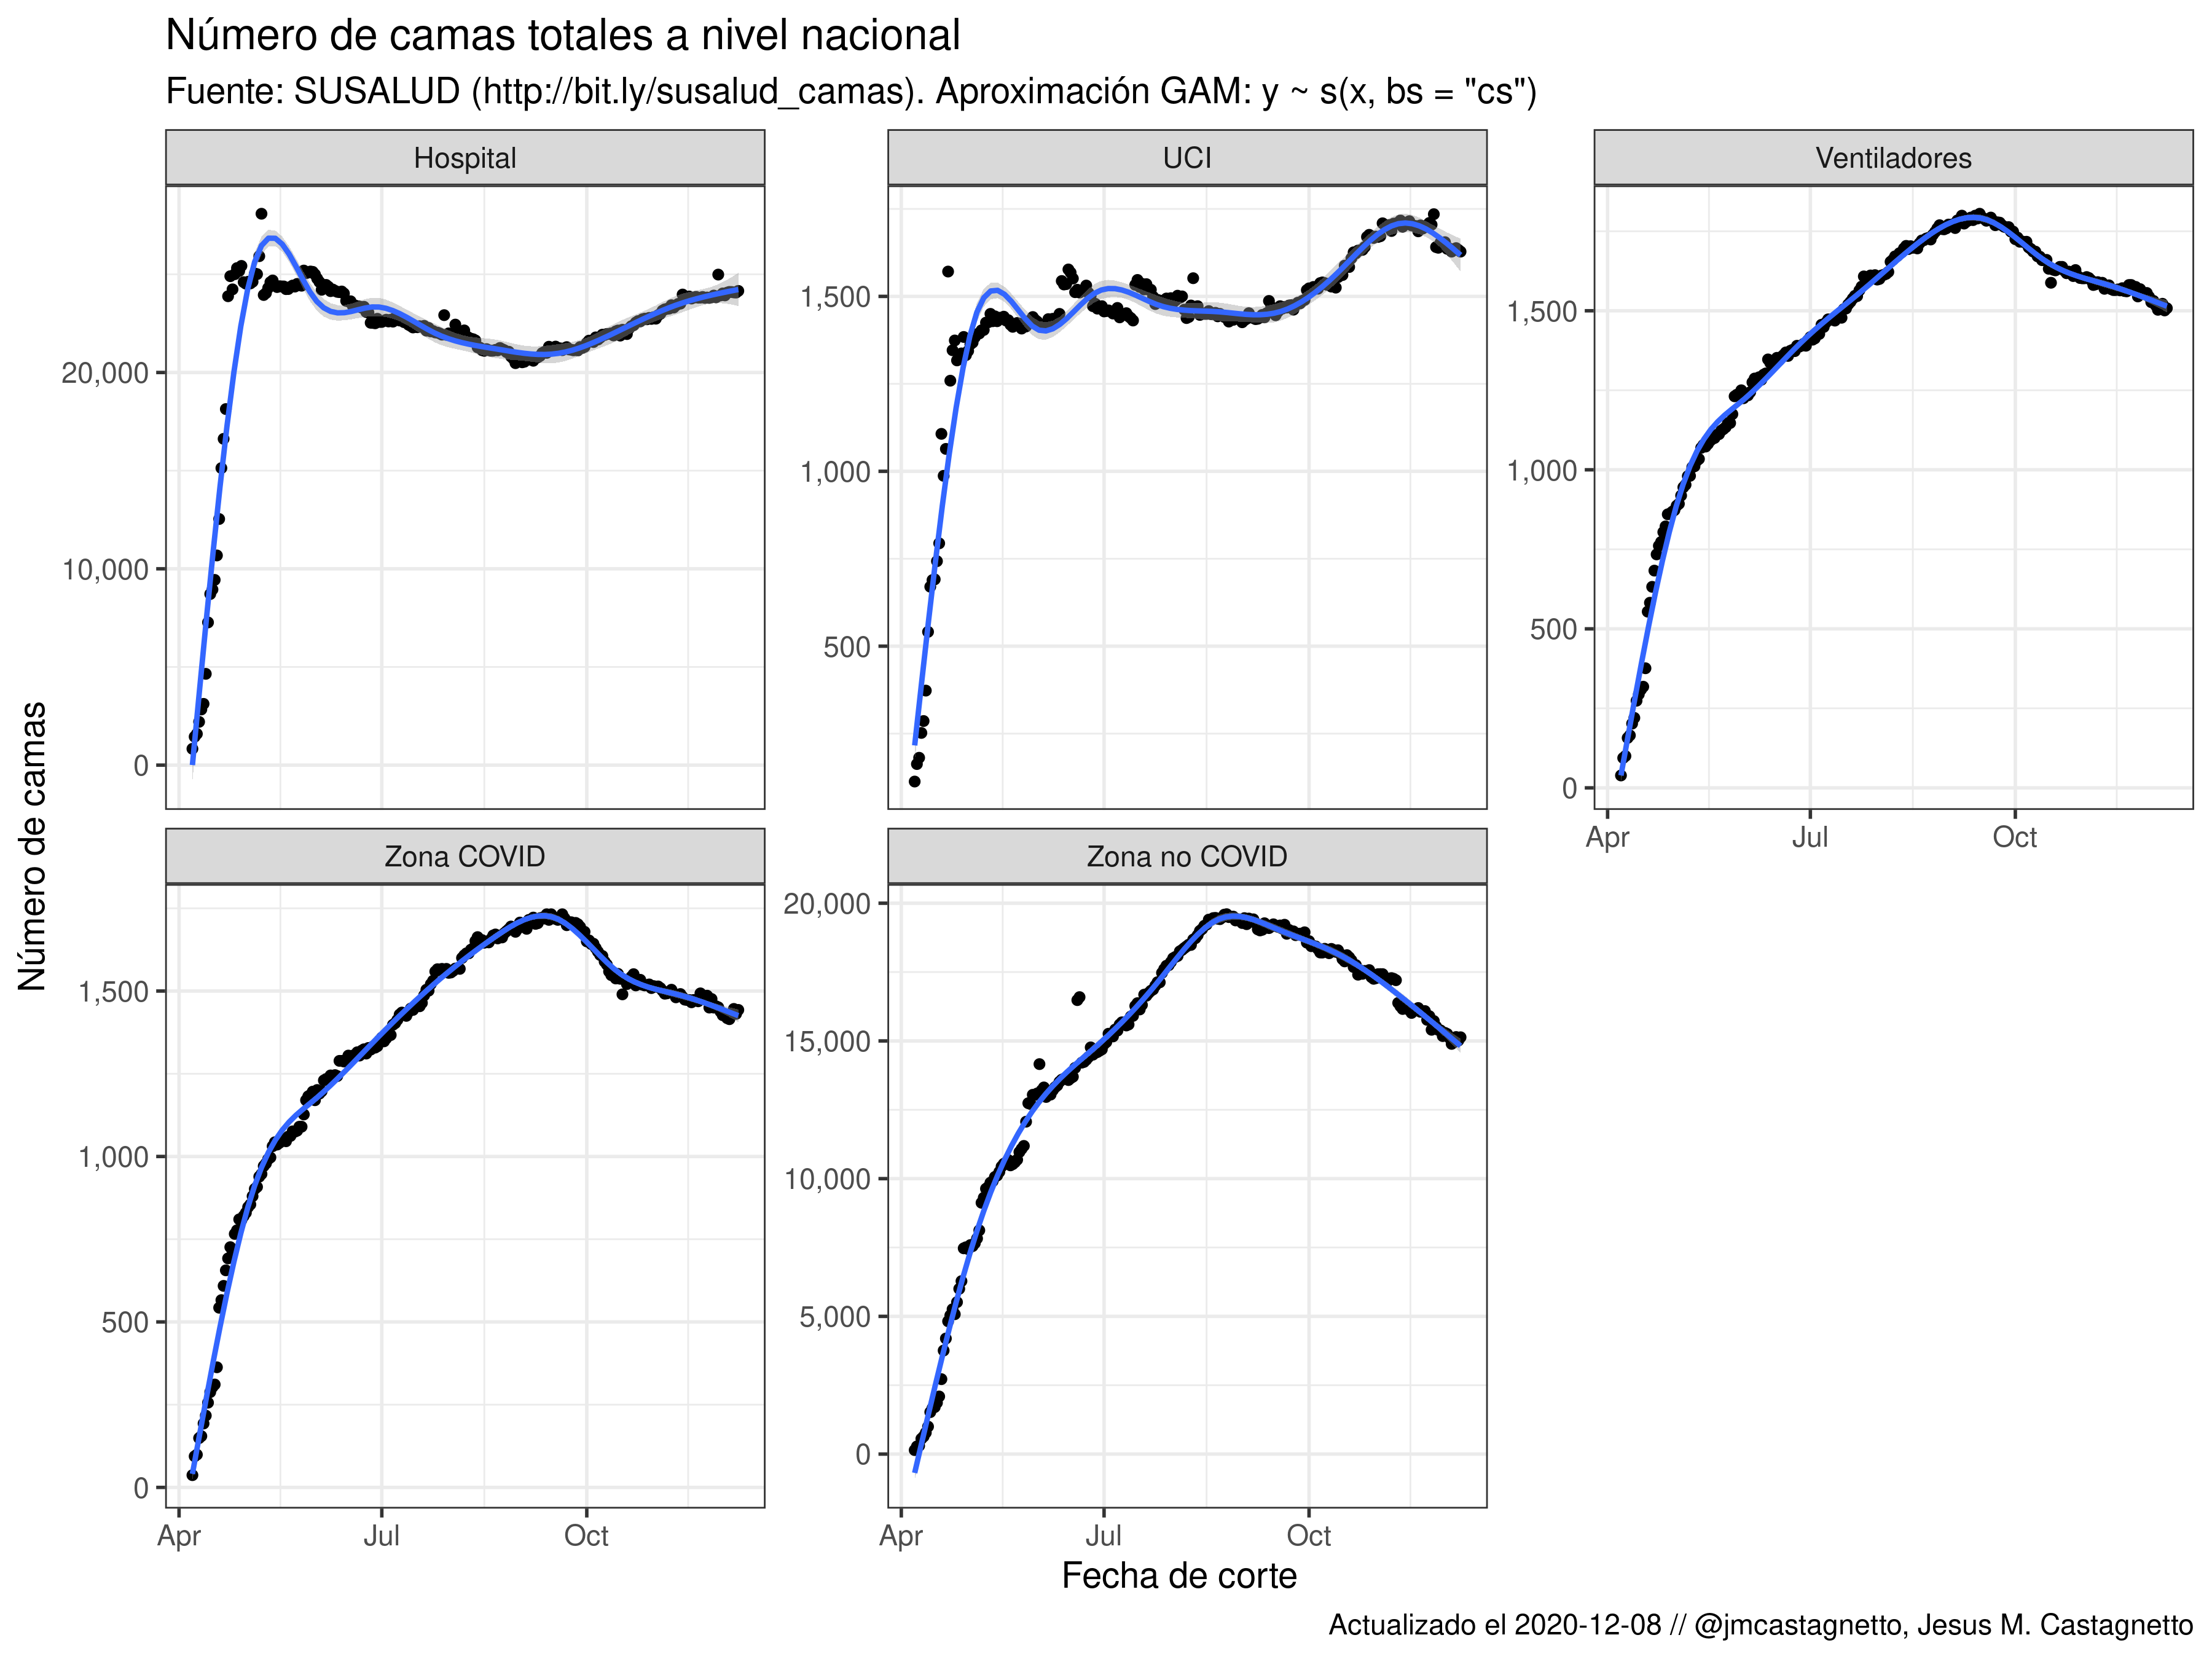 Número de camas totales a nivel nacional
Fuente: SUSALUD (http://bit.ly/susalud_camas). Aproximación GAM: y ~ s(x, bs = "cs")
Hospital
UCI
Ventiladores
20,000
10,000
0
1,500
1,000
500
1,500
1,000
500
0
Apr
Jul
Oct
Número de camas
Zona COVID
Zona no COVID
1,500
1,000
500
0
Apr
Jul
Oct
20,000
15,000
10,000
5,000
0
Apr
Jul
Oct
Fecha de corte
Actualizado el 2020-12-08 // @jmcastagnetto, Jesus M. Castagnetto